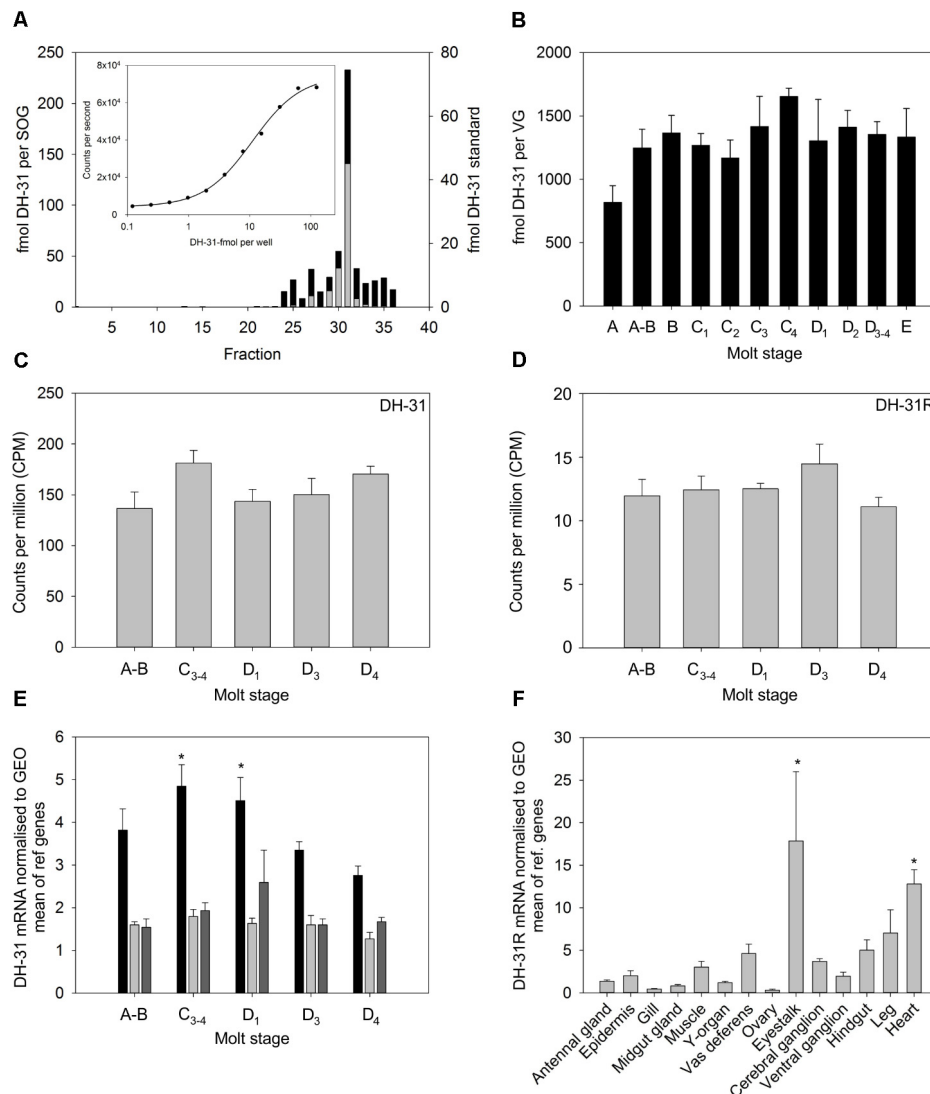 A
fmol DH-31 per SOG
250
200
150
100
50
0
Counts per second
8x10⁴
6x10⁴
4x10⁴
2x10⁴
0
0.1 1 10 100
DH-31-fmol per well
80
60
40
20
0
fmol DH-31 standard
5 10 15 20 25 30 35 40
Fraction
B
fmol DH-31 per VG
2000
1500
1000
500
0
A A-B B C₁ C₂ C₃ C₄ D₁ D₂ D₃₋₄ E
Molt stage
C
DH-31
Counts per million (CPM)
250
200
150
100
50
0
A-B C₃₋₄ D₁ D₃ D₄
Molt stage
D
DH-31R
Counts per million (CPM)
20
15
10
5
0
A-B C₃₋₄ D₁ D₃ D₄
Molt stage
E
DH-31 mRNA normalised to GEO
mean of ref genes
6
5
4
3
2
1
0
* *
A-B C₃₋₄ D₁ D₃ D₄
Molt stage
F
DH-31R mRNA normalised to GEO
mean of ref. genes
30
25
20
15
10
5
0
* *
Antennal gland
Epidermis
Gill
Midgut gland
Muscle
Y-organ
Vas deferens
Ovary
Eyestalk
Cerebral ganglion
Ventral ganglion
Hindgut
Leg
Heart